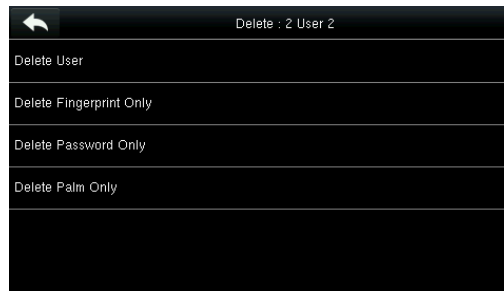 Delete : 2 User 2
Delete User
Delete Fingerprint Only
Delete Password Only
Delete Palm Only